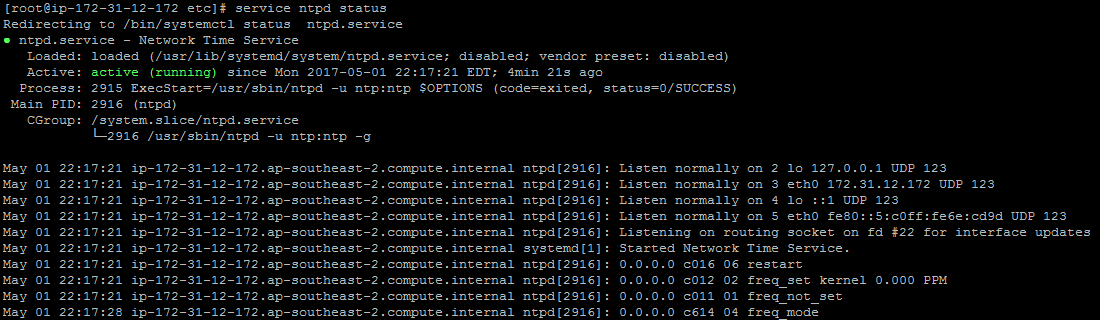 [root@ip-172-31-12-172 etc]# service ntpd status
Redirecting to /bin/systemctl status  ntpd.service
● ntpd.service - Network Time Service
   Loaded: loaded (/usr/lib/systemd/system/ntpd.service; disabled; vendor preset: disabled)
   Active: active (running) since Mon 2017-05-01 22:17:21 EDT; 4min 21s ago
  Process: 2915 ExecStart=/usr/sbin/ntpd -u ntp:ntp $OPTIONS (code=exited, status=0/SUCCESS)
 Main PID: 2916 (ntpd)
   CGroup: /system.slice/ntpd.service
           └─2916 /usr/sbin/ntpd -u ntp:ntp -g

May 01 22:17:21 ip-172-31-12-172.ap-southeast-2.compute.internal ntpd[2916]: Listen normally on 2 lo 127.0.0.1 UDP 123
May 01 22:17:21 ip-172-31-12-172.ap-southeast-2.compute.internal ntpd[2916]: Listen normally on 3 eth0 172.31.12.172 UDP 123
May 01 22:17:21 ip-172-31-12-172.ap-southeast-2.compute.internal ntpd[2916]: Listen normally on 4 lo ::1 UDP 123
May 01 22:17:21 ip-172-31-12-172.ap-southeast-2.compute.internal ntpd[2916]: Listen normally on 5 eth0 fe80::5:c0ff:fe6e:cd9d UDP 123
May 01 22:17:21 ip-172-31-12-172.ap-southeast-2.compute.internal ntpd[2916]: Listening on routing socket on fd #22 for interface updates
May 01 22:17:21 ip-172-31-12-172.ap-southeast-2.compute.internal systemd[1]: Started Network Time Service.
May 01 22:17:21 ip-172-31-12-172.ap-southeast-2.compute.internal ntpd[2916]: 0.0.0.0 c016 06 restart
May 01 22:17:21 ip-172-31-12-172.ap-southeast-2.compute.internal ntpd[2916]: 0.0.0.0 c012 02 freq_set kernel 0.000 PPM
May 01 22:17:21 ip-172-31-12-172.ap-southeast-2.compute.internal ntpd[2916]: 0.0.0.0 c011 01 freq_not_set
May 01 22:17:28 ip-172-31-12-172.ap-southeast-2.compute.internal ntpd[2916]: 0.0.0.0 c614 04 freq_mode